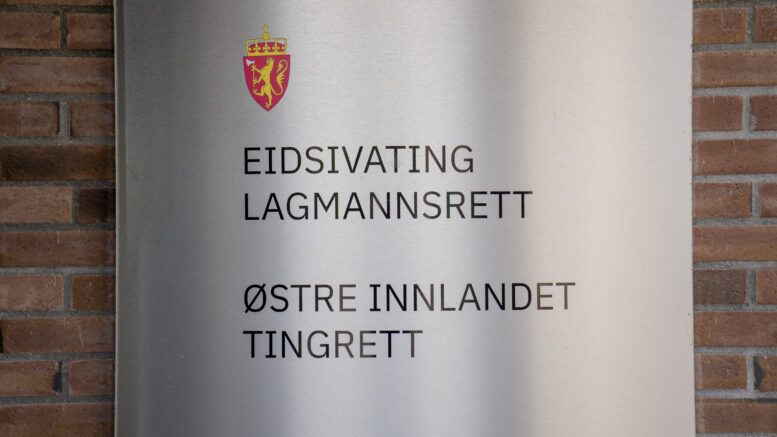 EIDSIVATING
LAGMANNSRETT
ØSTRE INNLANDET
TINGRETT